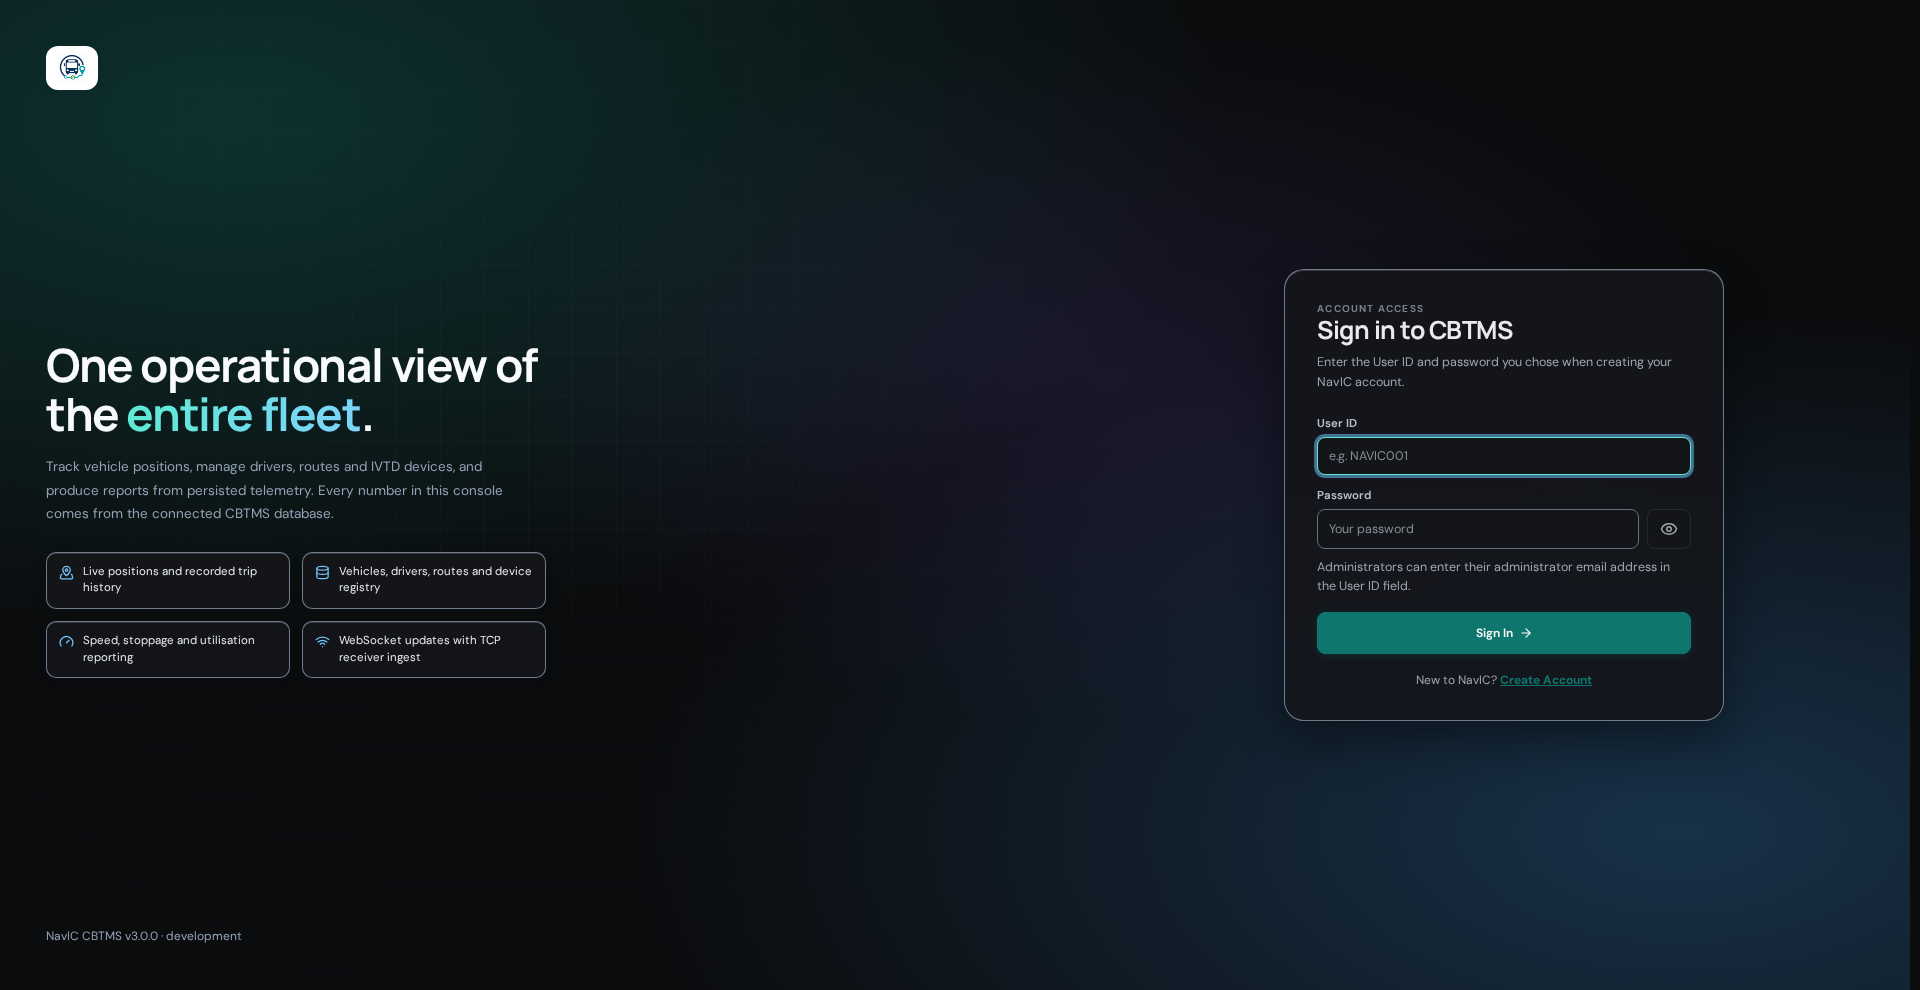 One operational view of
the entire fleet.
Track vehicle positions, manage drivers, routes and IVTD devices, and
produce reports from persisted telemetry. Every number in this console
comes from the connected CBTMS database.
Live positions and recorded trip
history
Vehicles, drivers, routes and device
registry
Speed, stoppage and utilisation
reporting
WebSocket updates with TCP
receiver ingest
NavIC CBTMS v3.0.0 · development
ACCOUNT ACCESS
Sign in to CBTMS
Enter the User ID and password you chose when creating your
NavIC account.
User ID
e.g. NAVIC001
Password
Your password
Administrators can enter their administrator email address in
the User ID field.
Sign In →
New to NavIC? Create Account